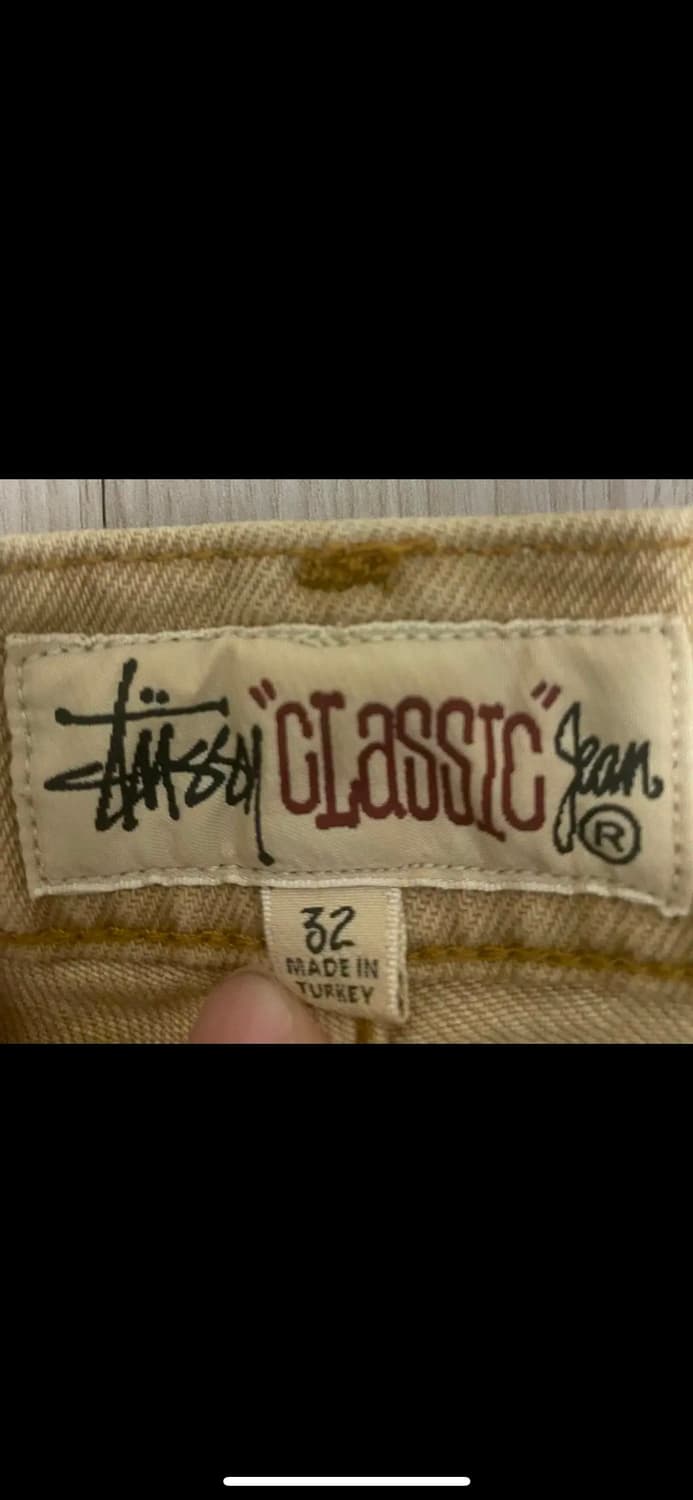 Stüssy "CLaSSIC" Jean ®
32
MADE IN
TURKEY